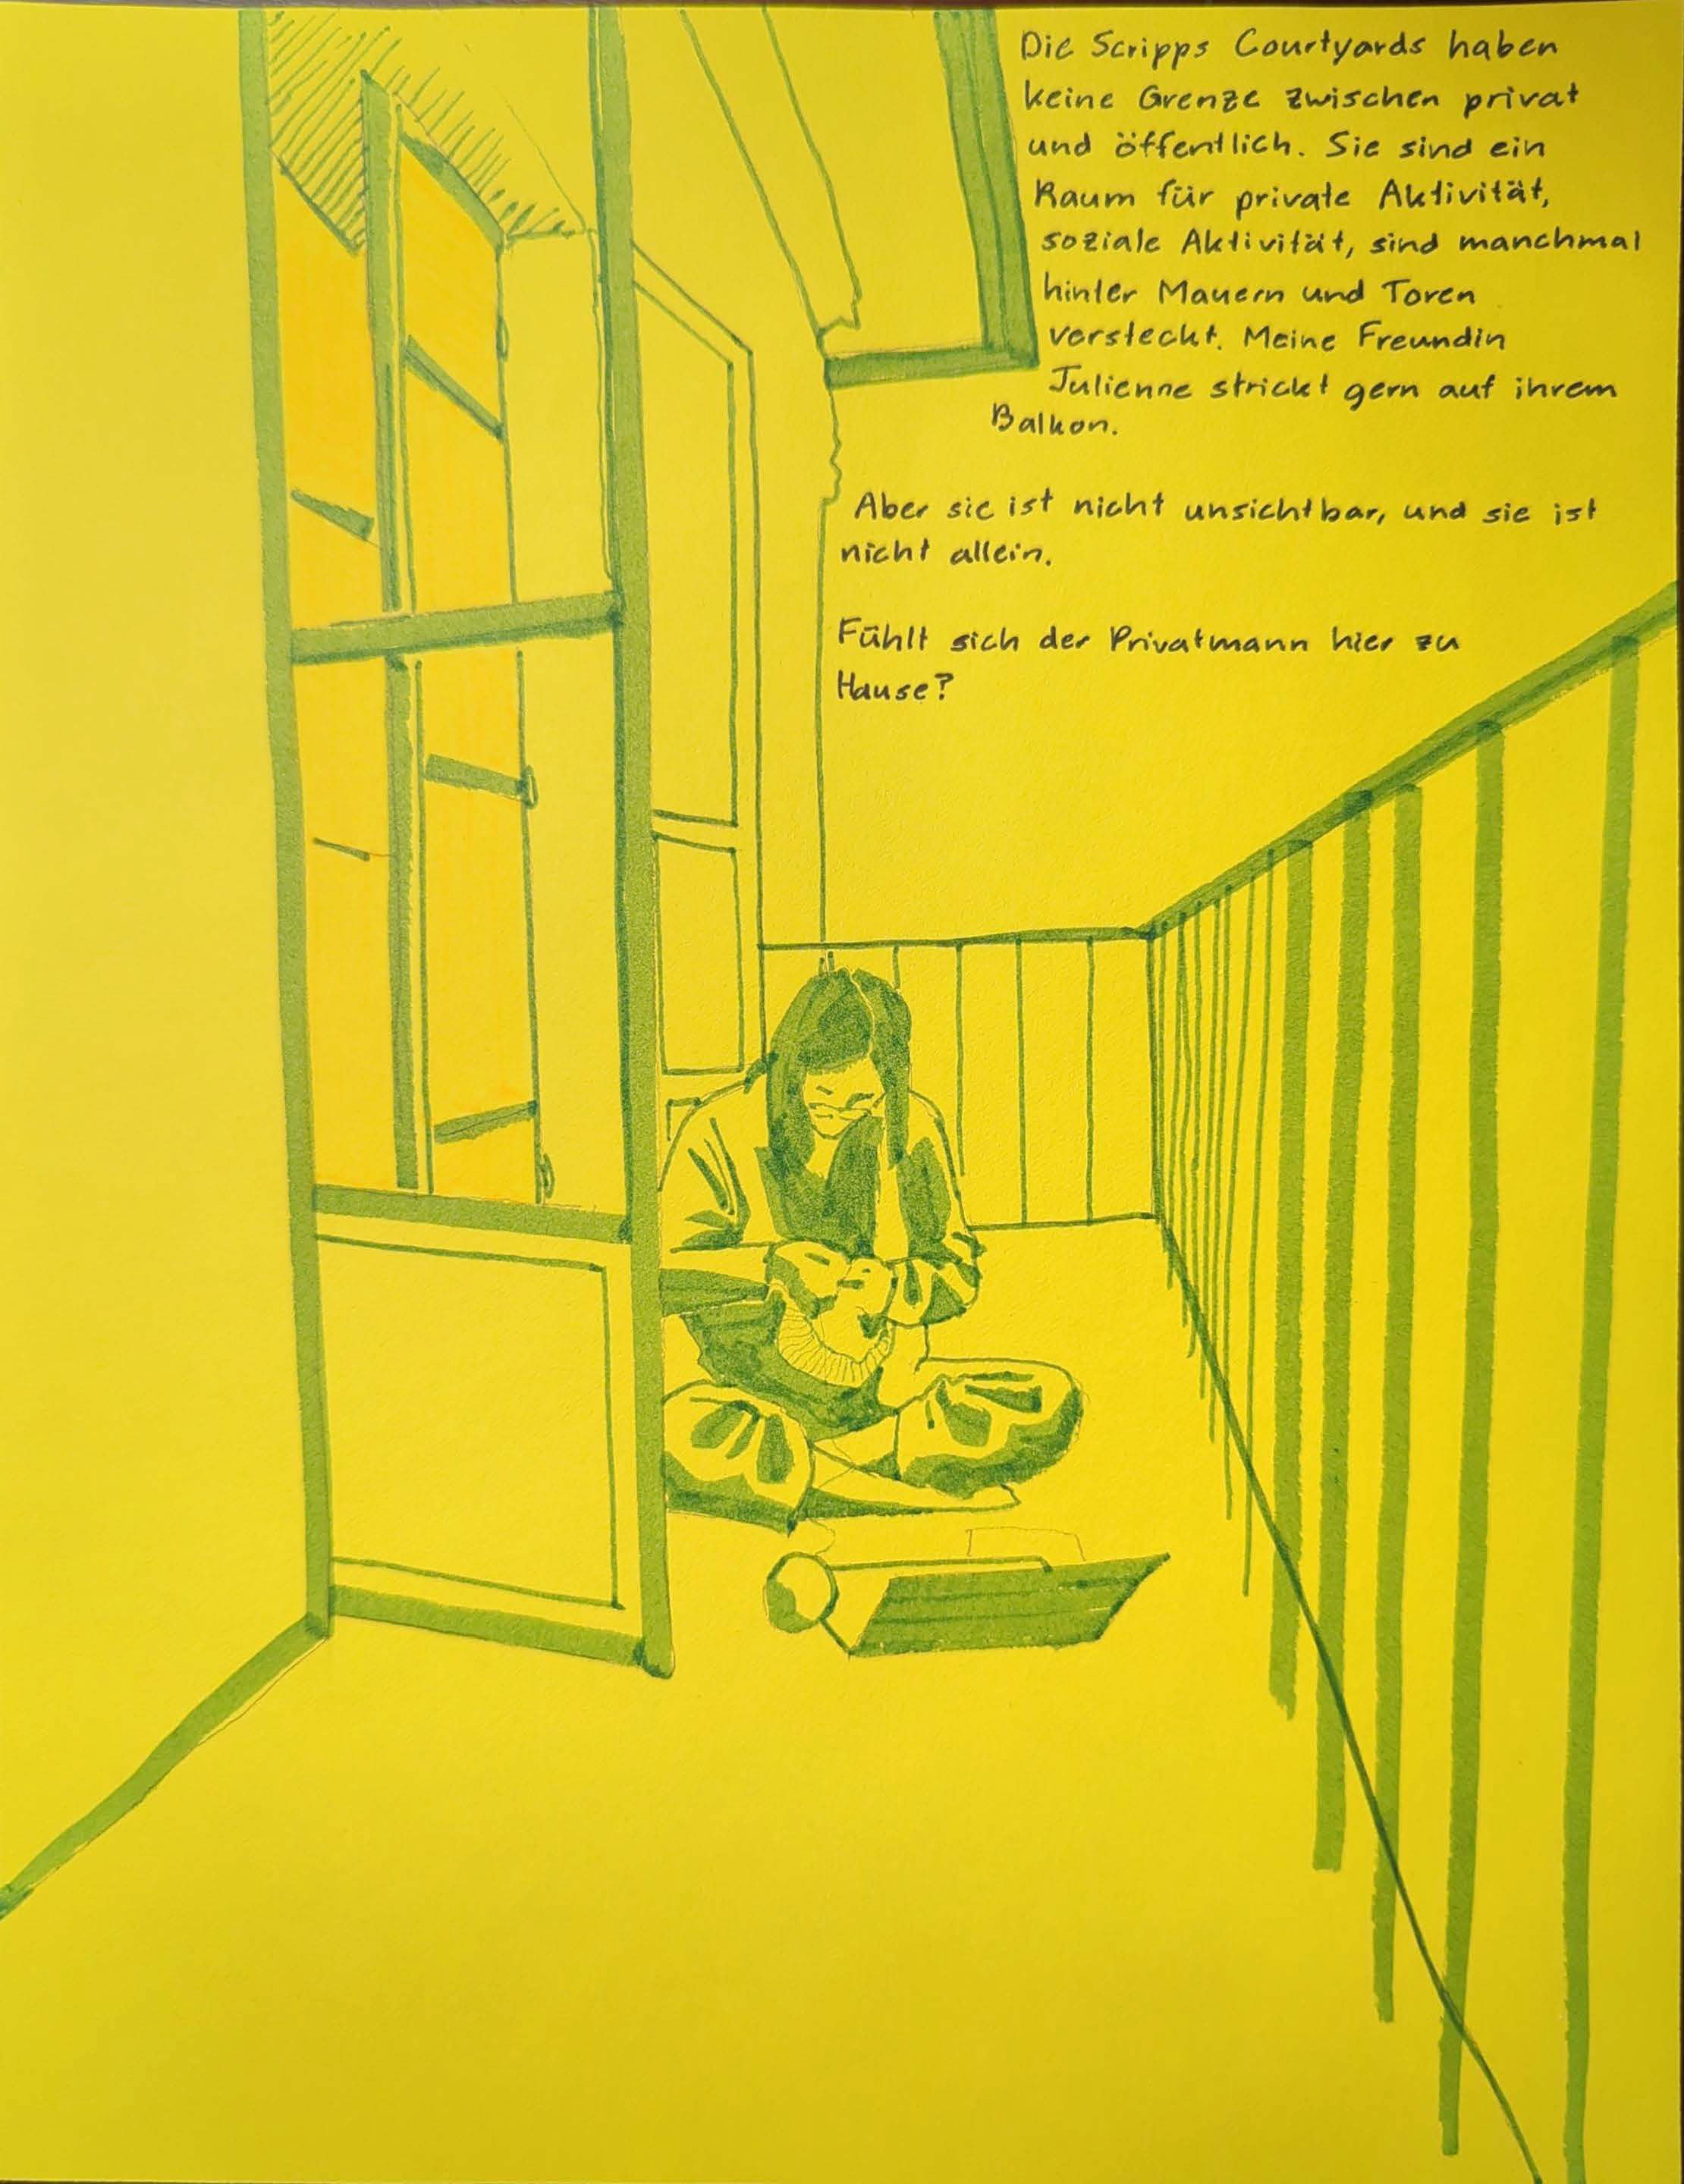 Die Scripps Courtyards haben
keine Grenze zwischen privat
und öffentlich. Sie sind ein
Raum für private Aktivität,
soziale Aktivität, sind manchmal
hinter Mauern und Toren
versteckt. Meine Freundin
Julienne strickt gern auf ihrem
Balkon.
Aber sie ist nicht unsichtbar, und sie ist
nicht allein.
Fühlt sich der Privatmann hier zu
Hause?